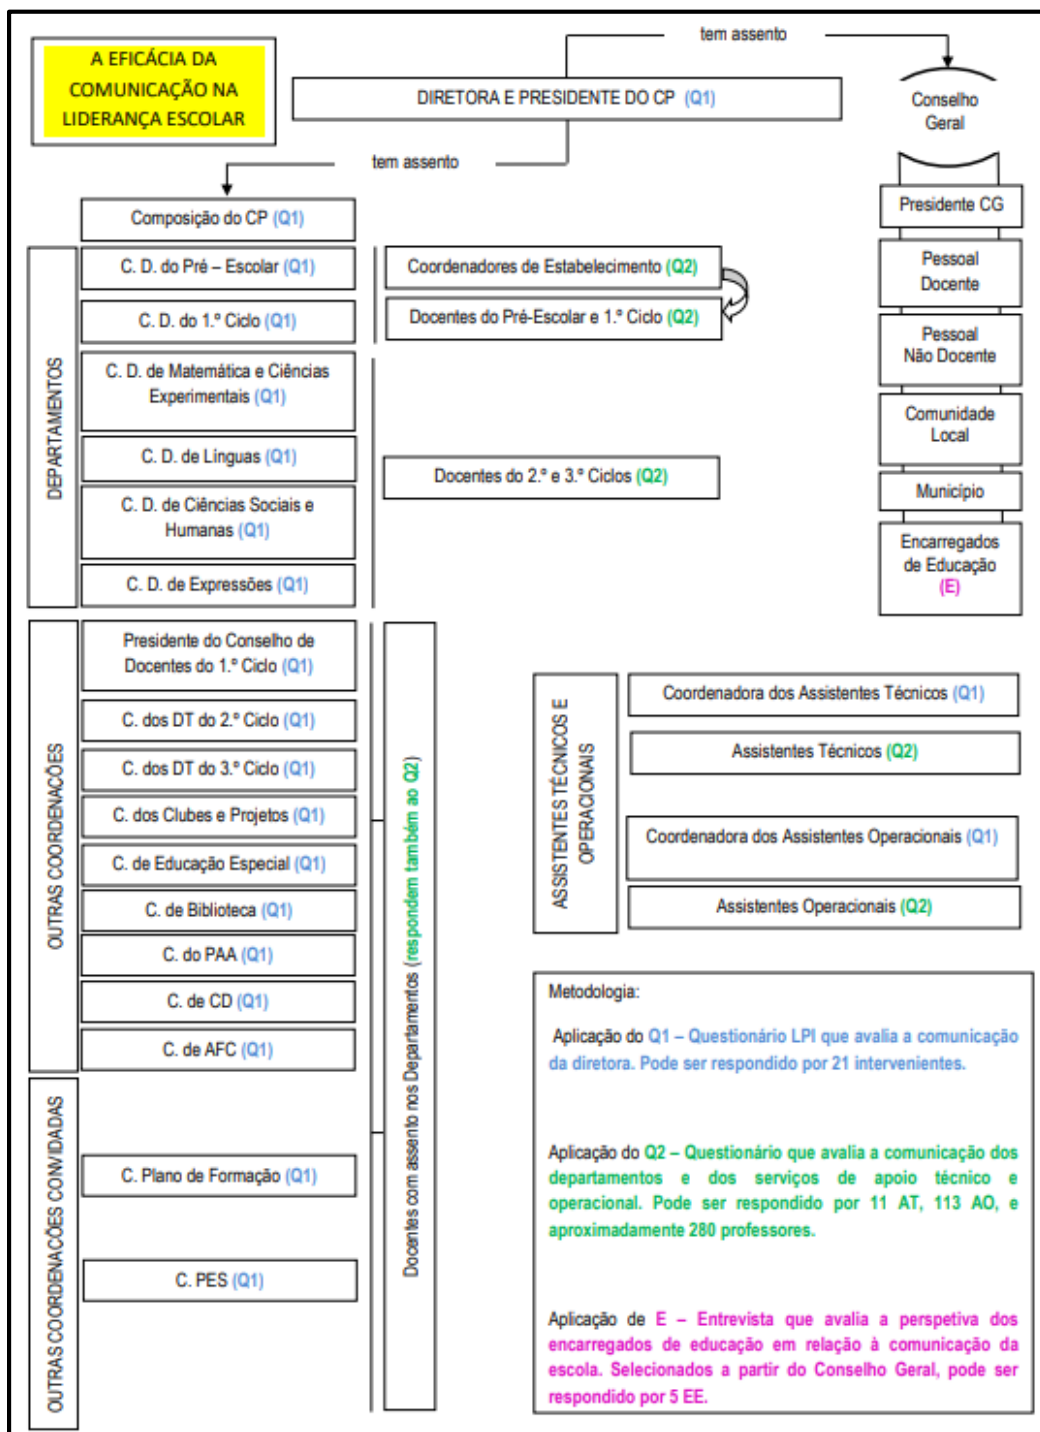 A EFICÁCIA DA
COMUNICAÇÃO NA
LIDERANÇA ESCOLAR
tem assento
DIRETORA E PRESIDENTE DO CP (Q1)
Conselho
Geral
tem assento
Composição do CP (Q1)
Presidente CG
Pessoal
Docente
Pessoal
Não Docente
Comunidade
Local
Município
Encarregados
de Educação
(E)
DEPARTAMENTOS
C. D. do Pré – Escolar (Q1)
C. D. do 1.º Ciclo (Q1)
C. D. de Matemática e Ciências
Experimentais (Q1)
C. D. de Línguas (Q1)
C. D. de Ciências Sociais e
Humanas (Q1)
C. D. de Expressões (Q1)
Coordenadores de Estabelecimento (Q2)
Docentes do Pré-Escolar e 1.º Ciclo (Q2)
Docentes do 2.º e 3.º Ciclos (Q2)
OUTRAS COORDENAÇÕES
Presidente do Conselho de
Docentes do 1.º Ciclo (Q1)
C. dos DT do 2.º Ciclo (Q1)
C. dos DT do 3.º Ciclo (Q1)
C. dos Clubes e Projetos (Q1)
C. de Educação Especial (Q1)
C. de Biblioteca (Q1)
C. do PAA (Q1)
C. de CD (Q1)
C. de AFC (Q1)
OUTRAS COORDENAÇÕES CONVIDADAS
C. Plano de Formação (Q1)
C. PES (Q1)
Docentes com assento nos Departamentos (respondem também ao Q2)
ASSISTENTES TÉCNICOS E
OPERACIONAIS
Coordenadora dos Assistentes Técnicos (Q1)
Assistentes Técnicos (Q2)
Coordenadora dos Assistentes Operacionais (Q1)
Assistentes Operacionais (Q2)
Metodologia:
Aplicação do Q1 – Questionário LPI que avalia a comunicação
da diretora. Pode ser respondido por 21 intervenientes.
Aplicação do Q2 – Questionário que avalia a comunicação dos
departamentos e dos serviços de apoio técnico e
operacional. Pode ser respondido por 11 AT, 113 AO, e
aproximadamente 280 professores.
Aplicação de E – Entrevista que avalia a perspetiva dos
encarregados de educação em relação à comunicação da
escola. Selecionados a partir do Conselho Geral, pode ser
respondido por 5 EE.